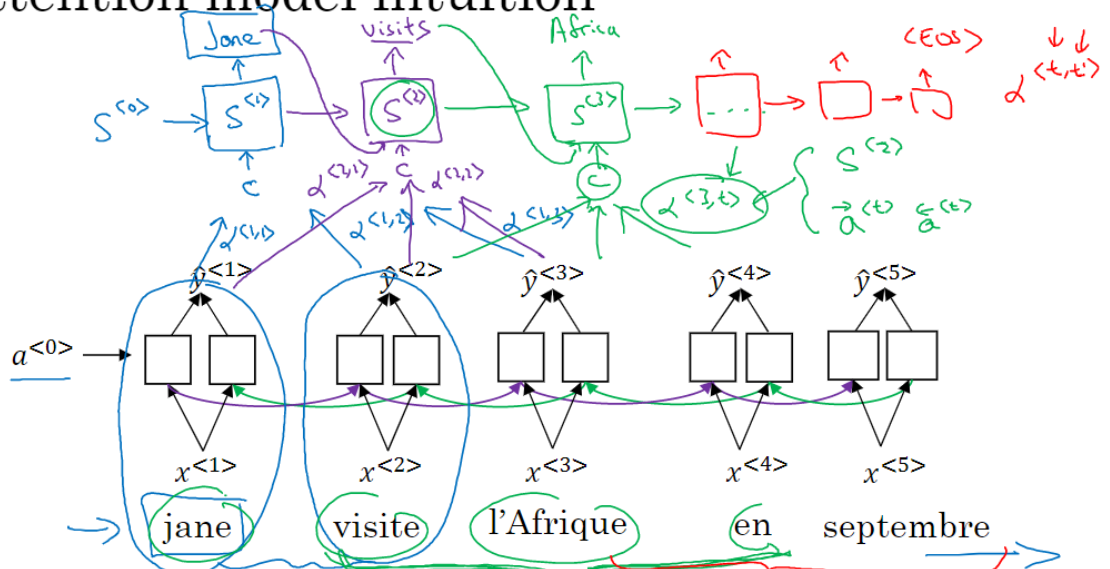 attention model intuition
Jane visits Africa <EOS>
S<0> S<1> S<2> S<3> .... α<t,t'>
α<2,1> c α<2,2> C α<3,t> S<2>
c α<1,1> α<1,2> α<1,3> a<t> a<t>
ŷ<1> ŷ<2> ŷ<3> ŷ<4> ŷ<5>
a<0>
x<1> x<2> x<3> x<4> x<5>
jane visite l'Afrique en septembre